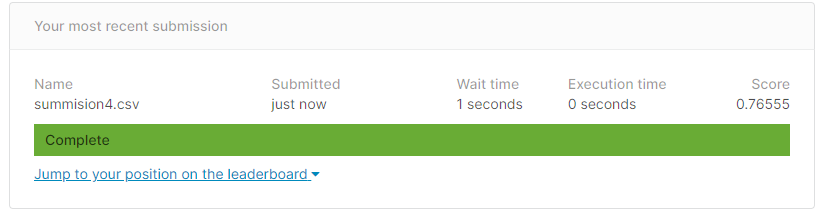 Your most recent submission
Name Submitted Wait time Execution time Score
summision4.csv just now 1 seconds 0 seconds 0.76555
Complete
Jump to your position on the leaderboard